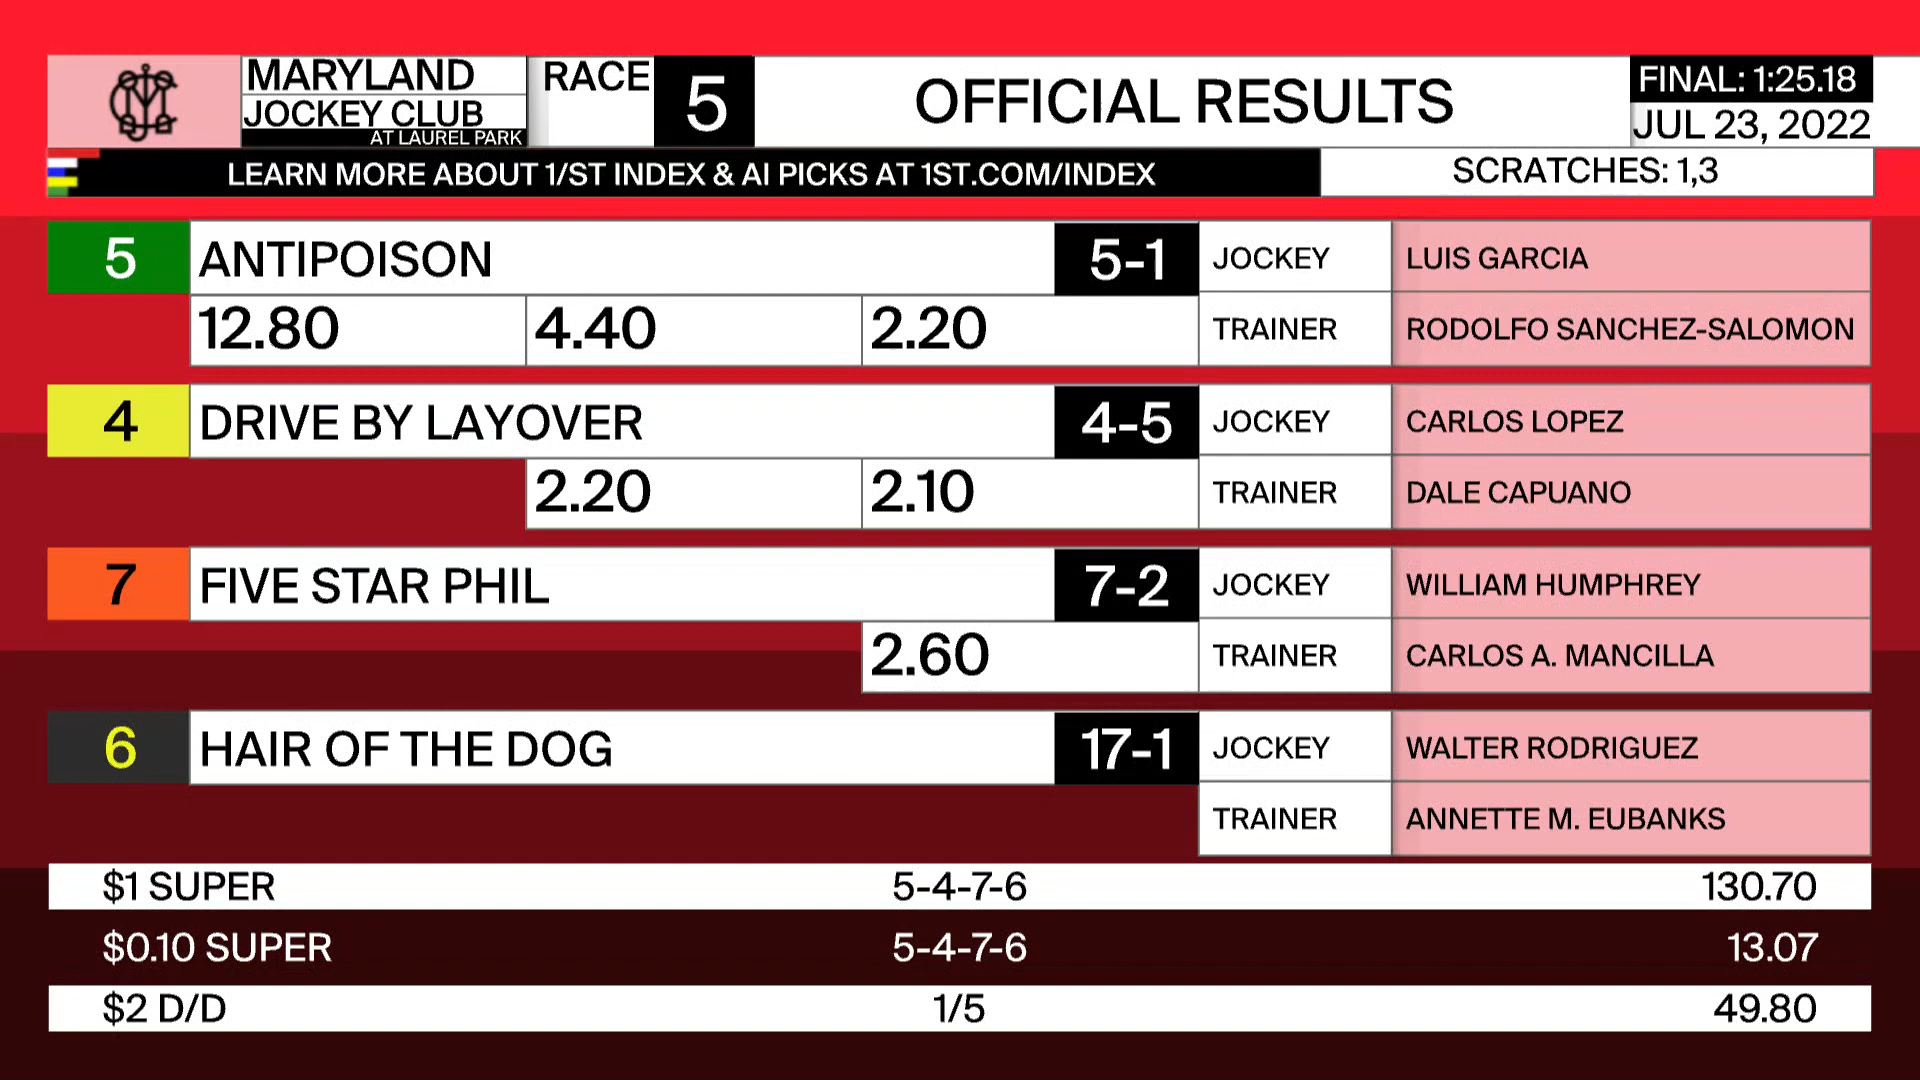 MARYLAND
JOCKEY CLUB
AT LAUREL PARK
RACE 5
OFFICIAL RESULTS
FINAL: 1:25.18
JUL 23, 2022
LEARN MORE ABOUT 1/ST INDEX & AI PICKS AT 1ST.COM/INDEX
SCRATCHES: 1,3
5 ANTIPOISON 5-1 JOCKEY LUIS GARCIA
12.80 4.40 2.20 TRAINER RODOLFO SANCHEZ-SALOMON
4 DRIVE BY LAYOVER 4-5 JOCKEY CARLOS LOPEZ
2.20 2.10 TRAINER DALE CAPUANO
7 FIVE STAR PHIL 7-2 JOCKEY WILLIAM HUMPHREY
2.60 TRAINER CARLOS A. MANCILLA
6 HAIR OF THE DOG 17-1 JOCKEY WALTER RODRIGUEZ
TRAINER ANNETTE M. EUBANKS
$1 SUPER 5-4-7-6 130.70
$0.10 SUPER 5-4-7-6 13.07
$2 D/D 1/5 49.80